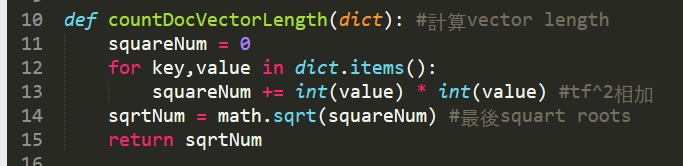 10 def countDocVectorLength(dict): #計算vector length
11 squareNum = 0
12 for key,value in dict.items():
13 squareNum += int(value) * int(value) #tf^2相加
14 sqrtNum = math.sqrt(squareNum) #最後squart roots
15 return sqrtNum
16